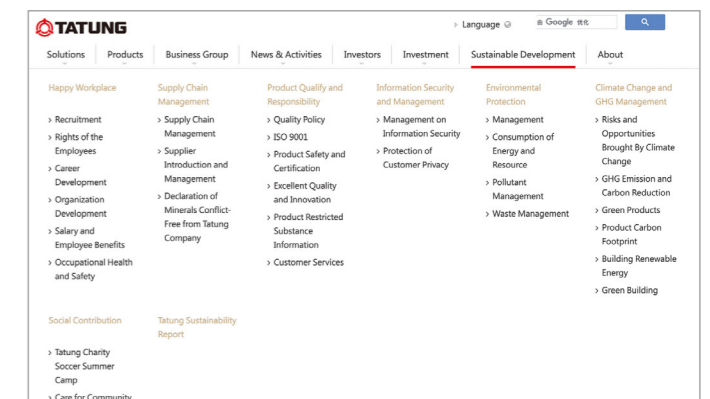 TATUNG
Language
由 Google 优化
Solutions Products Business Group News & Activities Investors Investment Sustainable Development About
Happy Workplace
> Recruitment
> Rights of the
Employees
> Career
Development
> Organization
Development
> Salary and
Employee Benefits
> Occupational Health
and Safety
Supply Chain
Management
> Supply Chain
Management
> Supplier
Introduction and
Management
> Declaration of
Minerals Conflict-
Free from Tatung
Company
Product Qualify and
Responsibility
> Quality Policy
> ISO 9001
> Product Safety and
Certification
> Excellent Quality
and Innovation
> Product Restricted
Substance
Information
> Customer Services
Information Security
and Management
> Management on
Information Security
> Protection of
Customer Privacy
Environmental
Protection
> Management
> Consumption of
Energy and
Resource
> Pollutant
Management
> Waste Management
Climate Change and
GHG Management
> Risks and
Opportunities
Brought By Climate
Change
> GHG Emission and
Carbon Reduction
> Green Products
> Product Carbon
Footprint
> Building Renewable
Energy
> Green Building
Social Contribution
> Tatung Charity
Soccer Summer
Camp
> Care for Community
Tatung Sustainability
Report